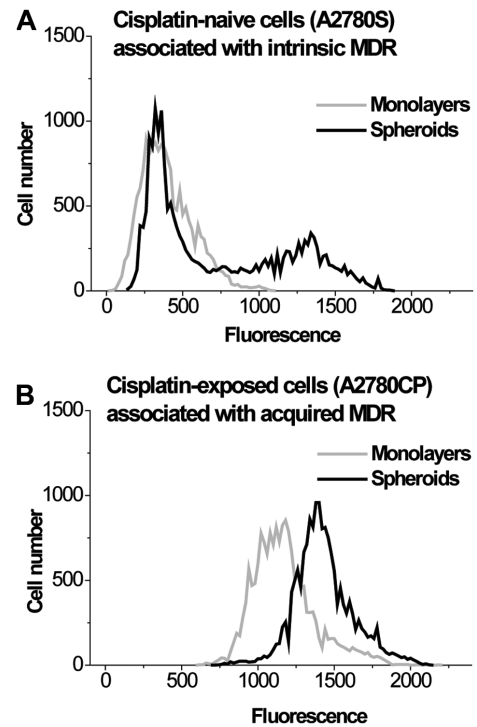 A
Cisplatin-naive cells (A2780S)
associated with intrinsic MDR
1500
1000
500
0
Cell number
Monolayers
Spheroids
0 500 1000 1500 2000
Fluorescence
B
Cisplatin-exposed cells (A2780CP)
associated with acquired MDR
1500
1000
500
0
Cell number
Monolayers
Spheroids
0 500 1000 1500 2000
Fluorescence